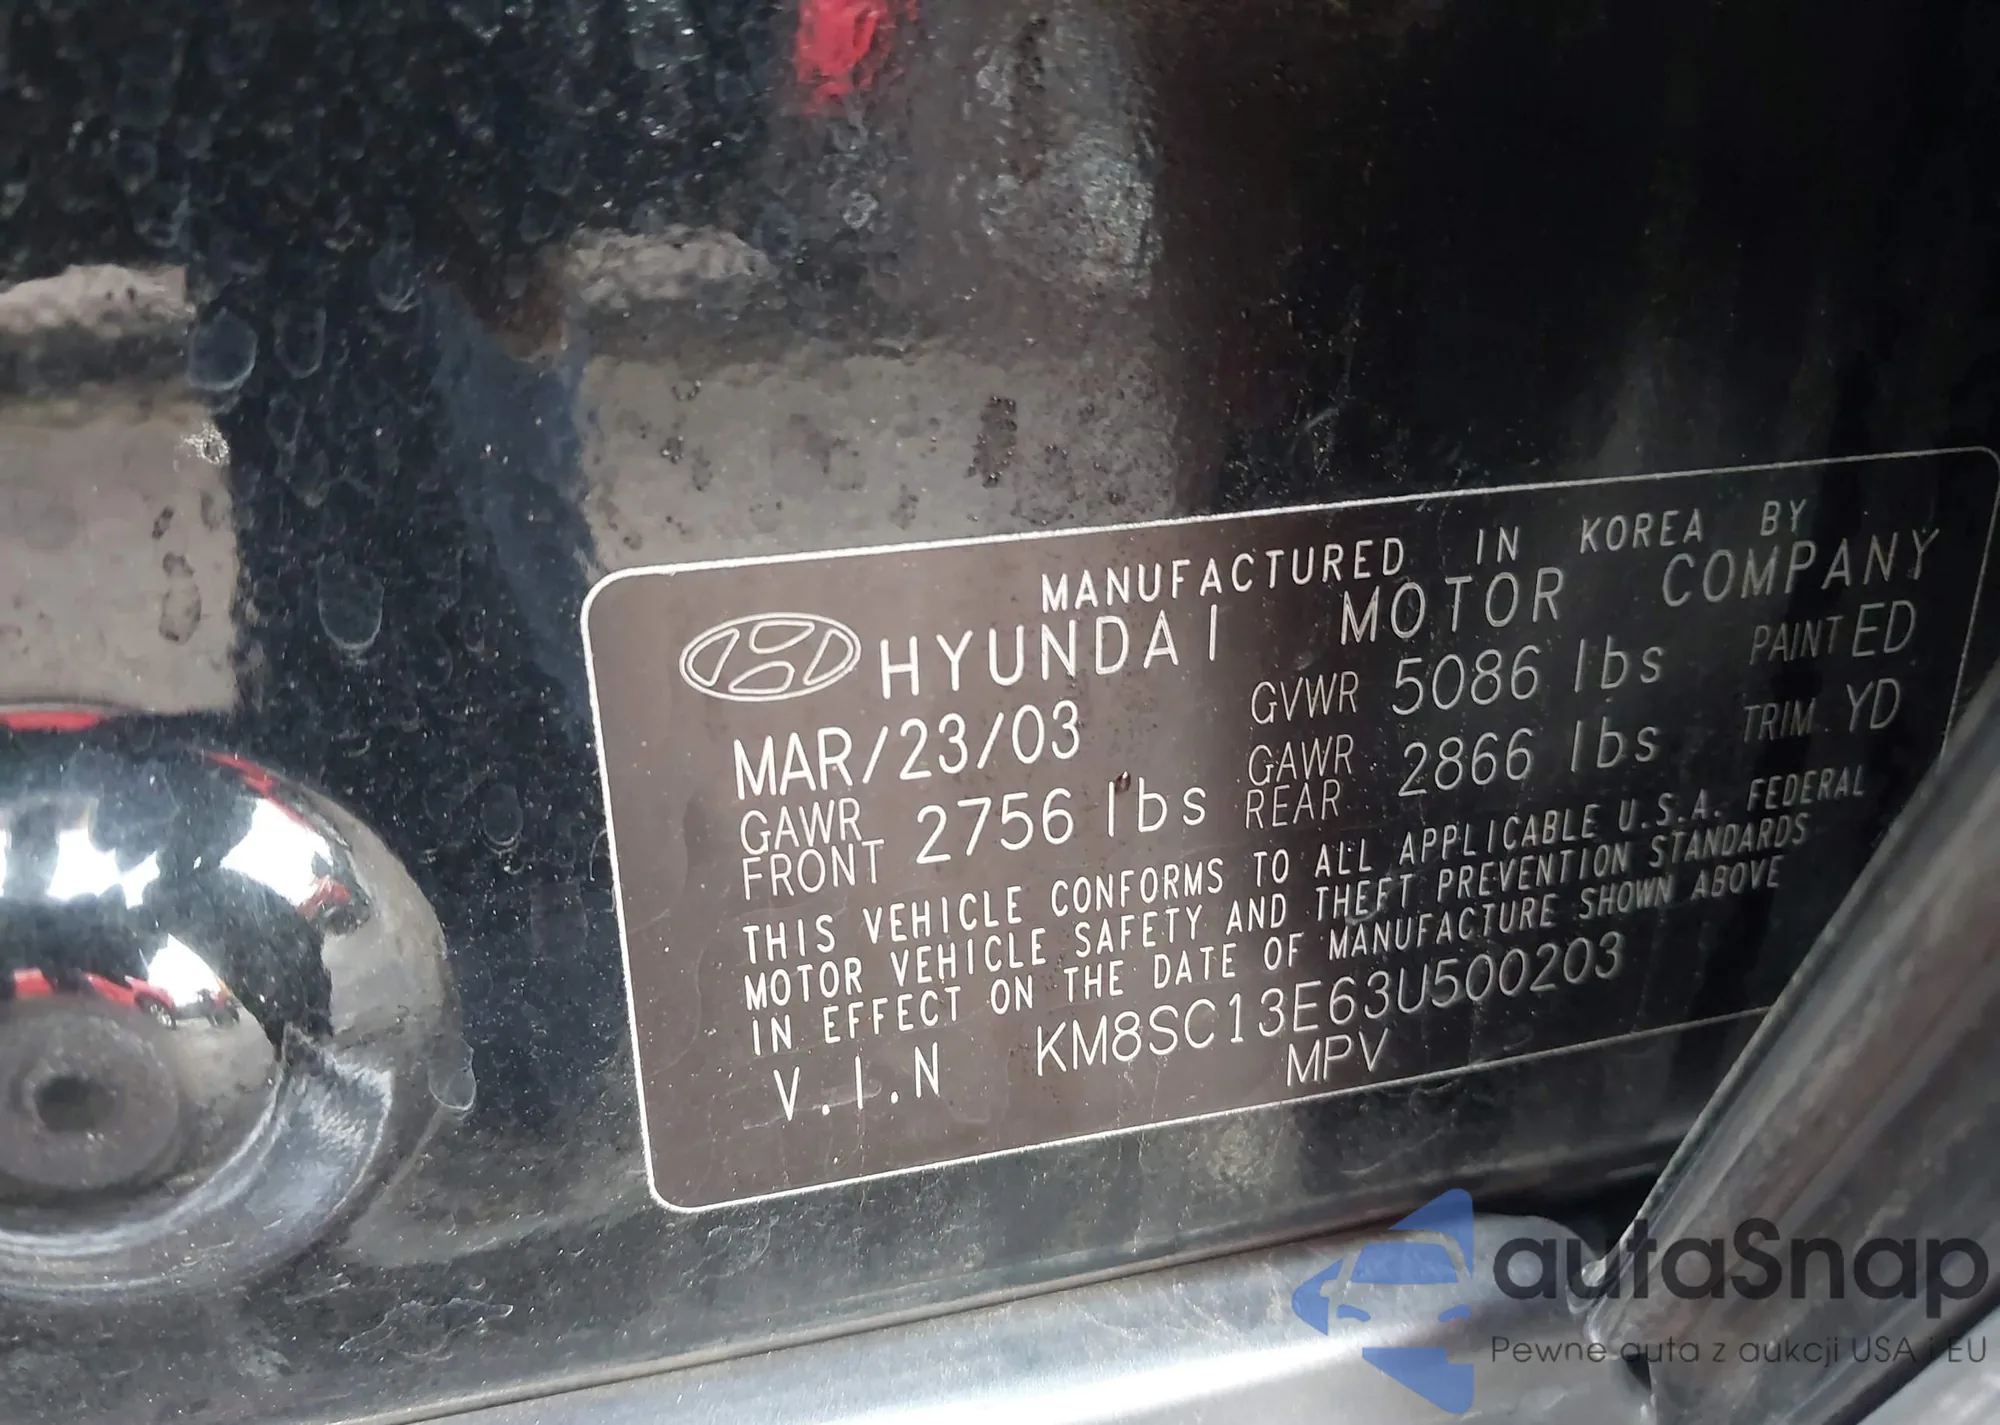 MANUFACTURED IN KOREA BY
HYUNDAI MOTOR COMPANY
MAR/23/03 GVWR 5086 lbs PAINT ED
GAWR FRONT 2756 lbs GAWR REAR 2866 lbs TRIM YD
THIS VEHICLE CONFORMS TO ALL APPLICABLE U.S.A. FEDERAL
MOTOR VEHICLE SAFETY AND THEFT PREVENTION STANDARDS
IN EFFECT ON THE DATE OF MANUFACTURE SHOWN ABOVE
V.I.N KM8SC13E63U500203
MPV
autaSnap
Pewne auta z aukcji USA i EU